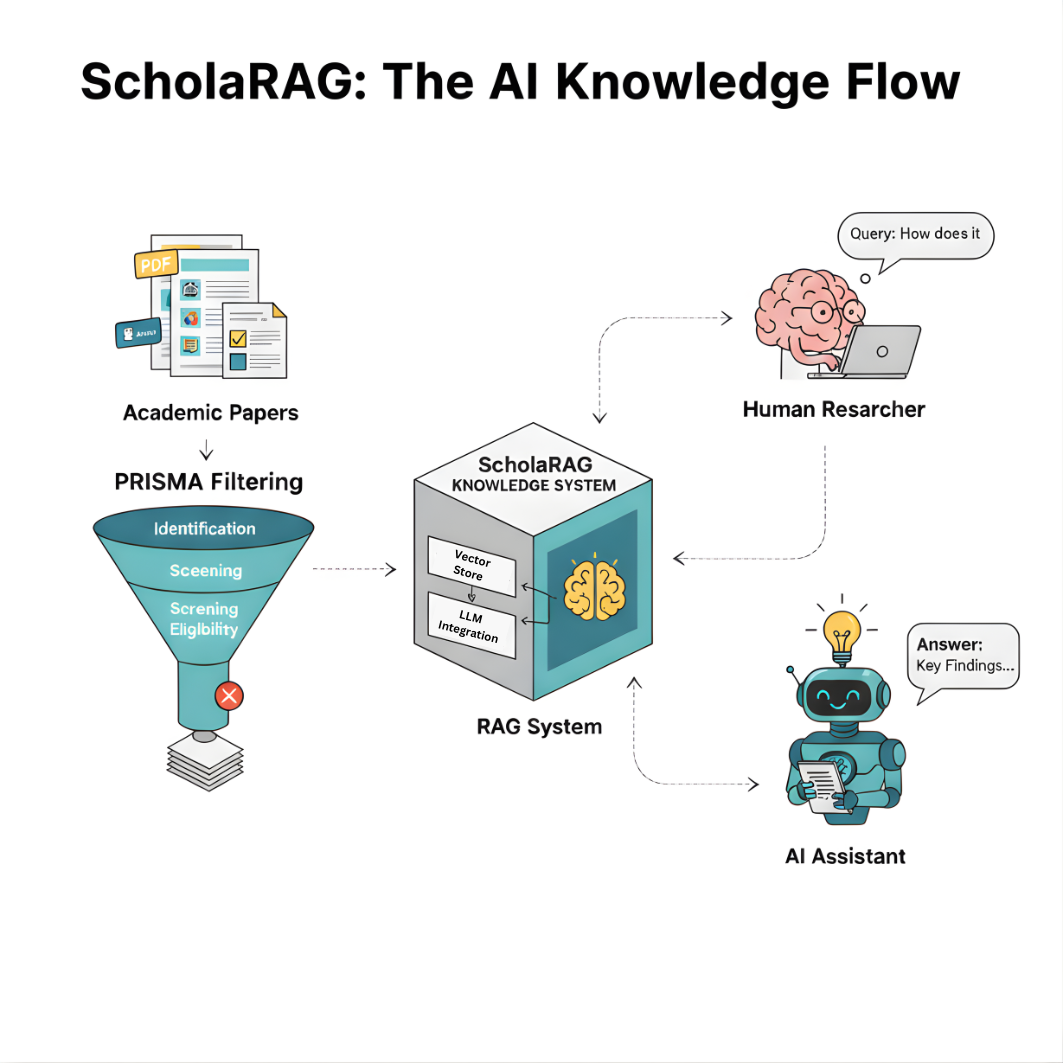 ScholaRAG: The AI Knowledge Flow
Query: How does it
PDF
Academic Papers
Human Resarcher
PRISMA Filtering
Identification
Sceening
Screning
Eligibility
ScholaRAG
KNOWLEDGE SYSTEM
Vector
Store
LLM
Integration
RAG System
Answer:
Key Findings...
AI Assistant